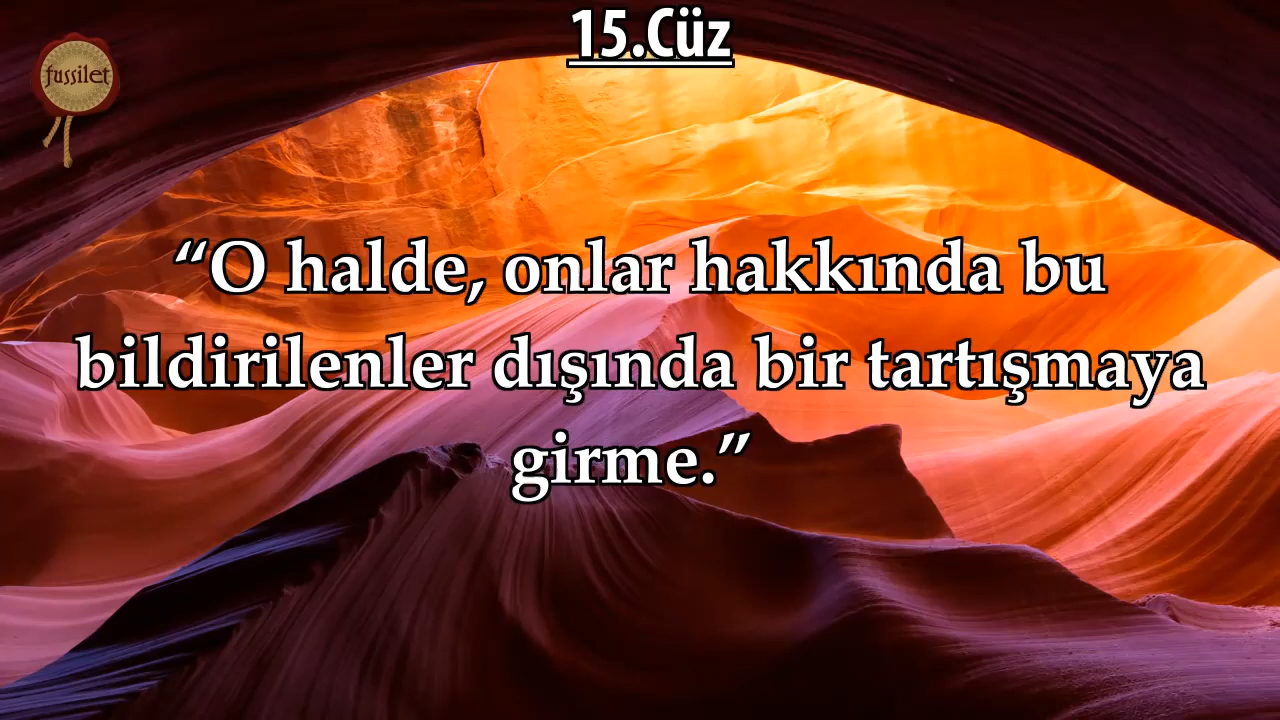 15.Cüz
fussilet
“O halde, onlar hakkında bu
bildirilenler dışında bir tartışmaya
girme.”